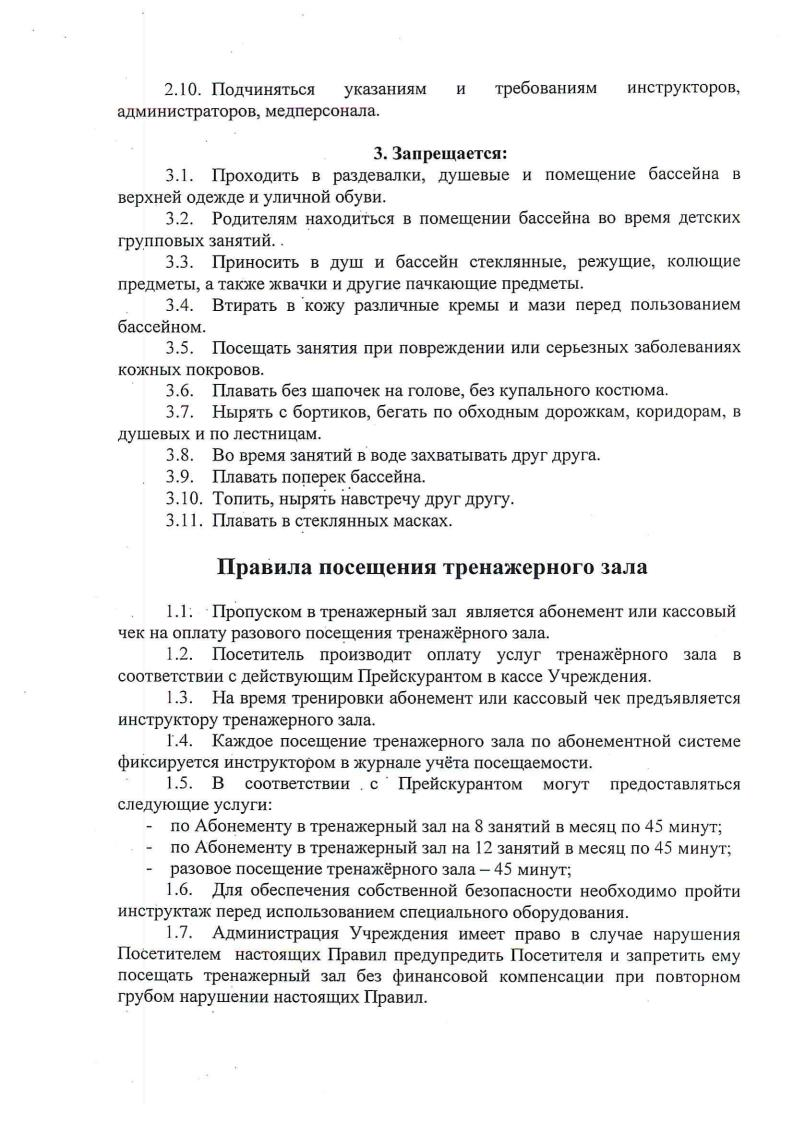 2.10. Подчиняться указаниям и требованиям инструкторов,
администраторов, медперсонала.
3. Запрещается:
3.1. Проходить в раздевалки, душевые и помещение бассейна в
верхней одежде и уличной обуви.
3.2. Родителям находиться в помещении бассейна во время детских
групповых занятий. .
3.3. Приносить в душ и бассейн стеклянные, режущие, колющие
предметы, а также жвачки и другие пачкающие предметы.
3.4. Втирать в кожу различные кремы и мази перед пользованием
бассейном.
3.5. Посещать занятия при повреждении или серьезных заболеваниях
кожных покровов.
3.6. Плавать без шапочек на голове, без купального костюма.
3.7. Нырять с бортиков, бегать по обходным дорожкам, коридорам, в
душевых и по лестницам.
3.8. Во время занятий в воде захватывать друг друга.
3.9. Плавать поперек бассейна.
3.10. Топить, нырять навстречу друг другу.
3.11. Плавать в стеклянных масках.
Правила посещения тренажерного зала
1.1. Пропуском в тренажерный зал является абонемент или кассовый
чек на оплату разового посещения тренажёрного зала.
1.2. Посетитель производит оплату услуг тренажёрного зала в
соответствии с действующим Прейскурантом в кассе Учреждения.
1.3. На время тренировки абонемент или кассовый чек предъявляется
инструктору тренажерного зала.
1.4. Каждое посещение тренажерного зала по абонементной системе
фиксируется инструктором в журнале учёта посещаемости.
1.5. В соответствии с Прейскурантом могут предоставляться
следующие услуги:
- по Абонементу в тренажерный зал на 8 занятий в месяц по 45 минут;
- по Абонементу в тренажерный зал на 12 занятий в месяц по 45 минут;
- разовое посещение тренажёрного зала – 45 минут;
1.6. Для обеспечения собственной безопасности необходимо пройти
инструктаж перед использованием специального оборудования.
1.7. Администрация Учреждения имеет право в случае нарушения
Посетителем настоящих Правил предупредить Посетителя и запретить ему
посещать тренажерный зал без финансовой компенсации при повторном
грубом нарушении настоящих Правил.